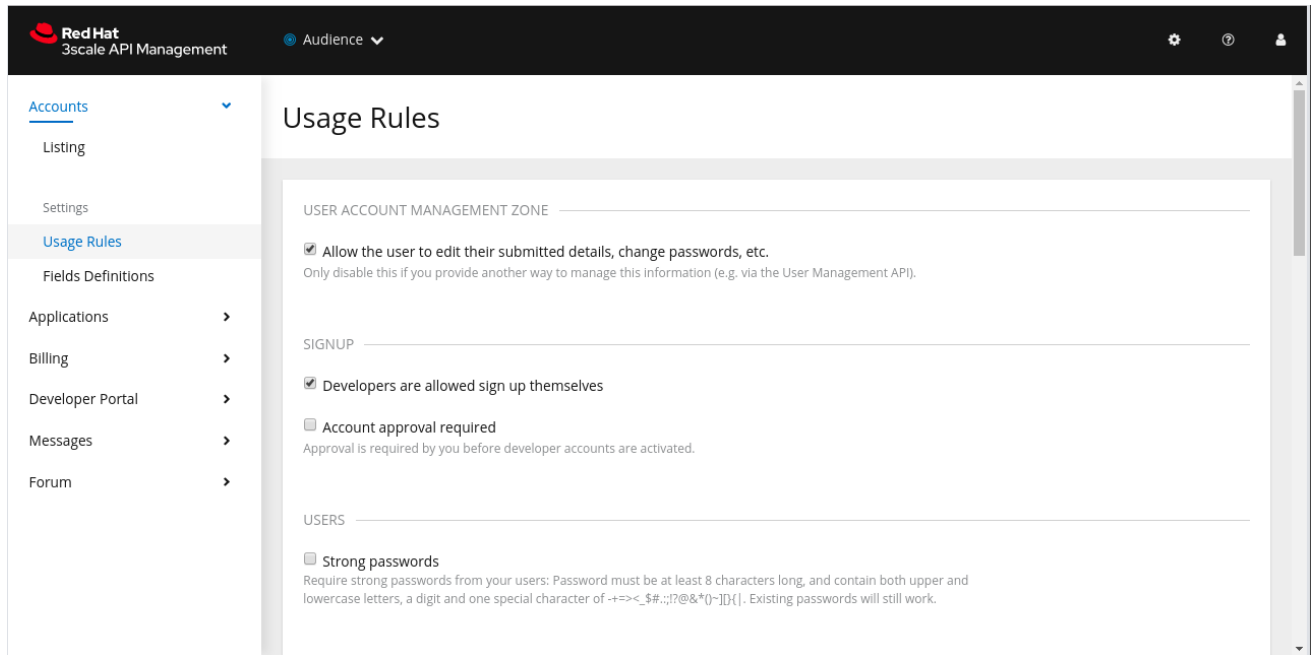 Red Hat
3scale API Management
Audience
Accounts
Listing
Settings
Usage Rules
Fields Definitions
Applications
Billing
Developer Portal
Messages
Forum
Usage Rules
USER ACCOUNT MANAGEMENT ZONE
Allow the user to edit their submitted details, change passwords, etc.
Only disable this if you provide another way to manage this information (e.g. via the User Management API).
SIGNUP
Developers are allowed sign up themselves
Account approval required
Approval is required by you before developer accounts are activated.
USERS
Strong passwords
Require strong passwords from your users: Password must be at least 8 characters long, and contain both upper and
lowercase letters, a digit and one special character of -+=><_$#.:;!?@&*()~][}{|. Existing passwords will still work.